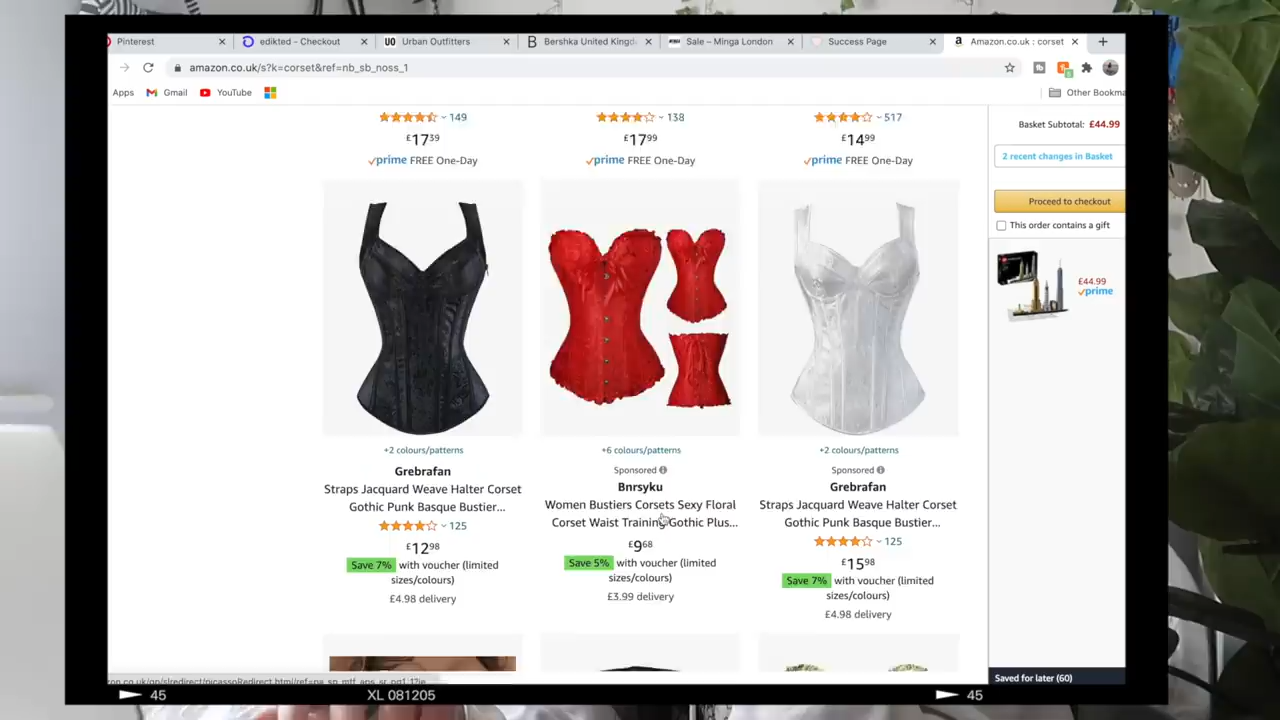 Pinterest
edikted – Checkout
UO Urban Outfitters
B Bershka United Kingd
Sale – Minga London
Success Page
Amazon.co.uk : corset
amazon.co.uk/s?k=corset&ref=nb_sb_noss_1
Apps
Gmail
YouTube
Other Bookma
149
138
517
£17.39
£17.99
£14.99
prime FREE One-Day
prime FREE One-Day
prime FREE One-Day
Basket Subtotal: £44.99
2 recent changes in Basket
Proceed to checkout
This order contains a gift
£44.99
prime
+2 colours/patterns
Grebrafan
Straps Jacquard Weave Halter Corset
Gothic Punk Basque Bustier...
125
£12.98
Save 7% with voucher (limited
sizes/colours)
£4.98 delivery
+6 colours/patterns
Sponsored
Bnrsyku
Women Bustiers Corsets Sexy Floral
Corset Waist Training Gothic Plus...
£9.68
Save 5% with voucher (limited
sizes/colours)
£3.99 delivery
+2 colours/patterns
Sponsored
Grebrafan
Straps Jacquard Weave Halter Corset
Gothic Punk Basque Bustier...
125
£15.98
Save 7% with voucher (limited
sizes/colours)
£4.98 delivery
Saved for later (60)
45
XL 081205
45